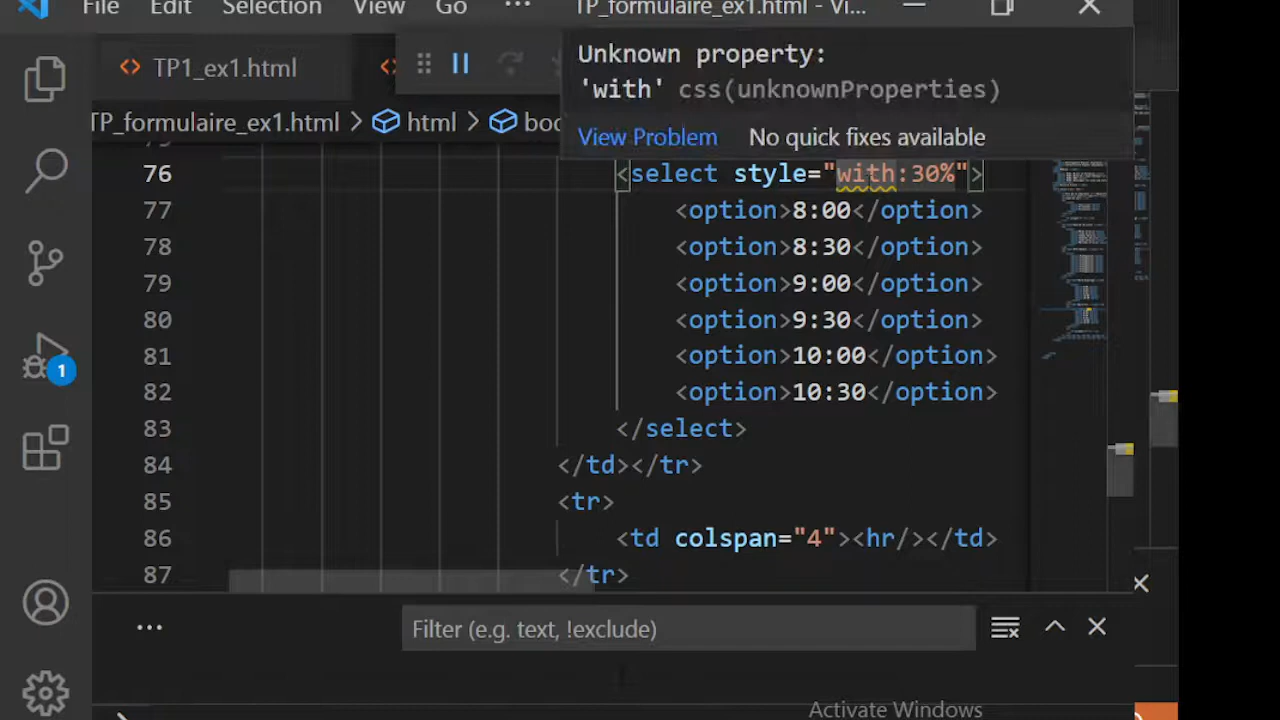 File Edit Selection View Go ··· TP_formulaire_ex1.html - Vi...
TP1_ex1.html
Unknown property:
'with' css(unknownProperties)
View Problem No quick fixes available
TP_formulaire_ex1.html > html >
76 <select style="with:30%">
77 <option>8:00</option>
78 <option>8:30</option>
79 <option>9:00</option>
80 <option>9:30</option>
81 <option>10:00</option>
82 <option>10:30</option>
83 </select>
84 </td></tr>
85 <tr>
86 <td colspan="4"><hr/></td>
87 </tr>
1
Filter (e.g. text, !exclude)
Activate Windows